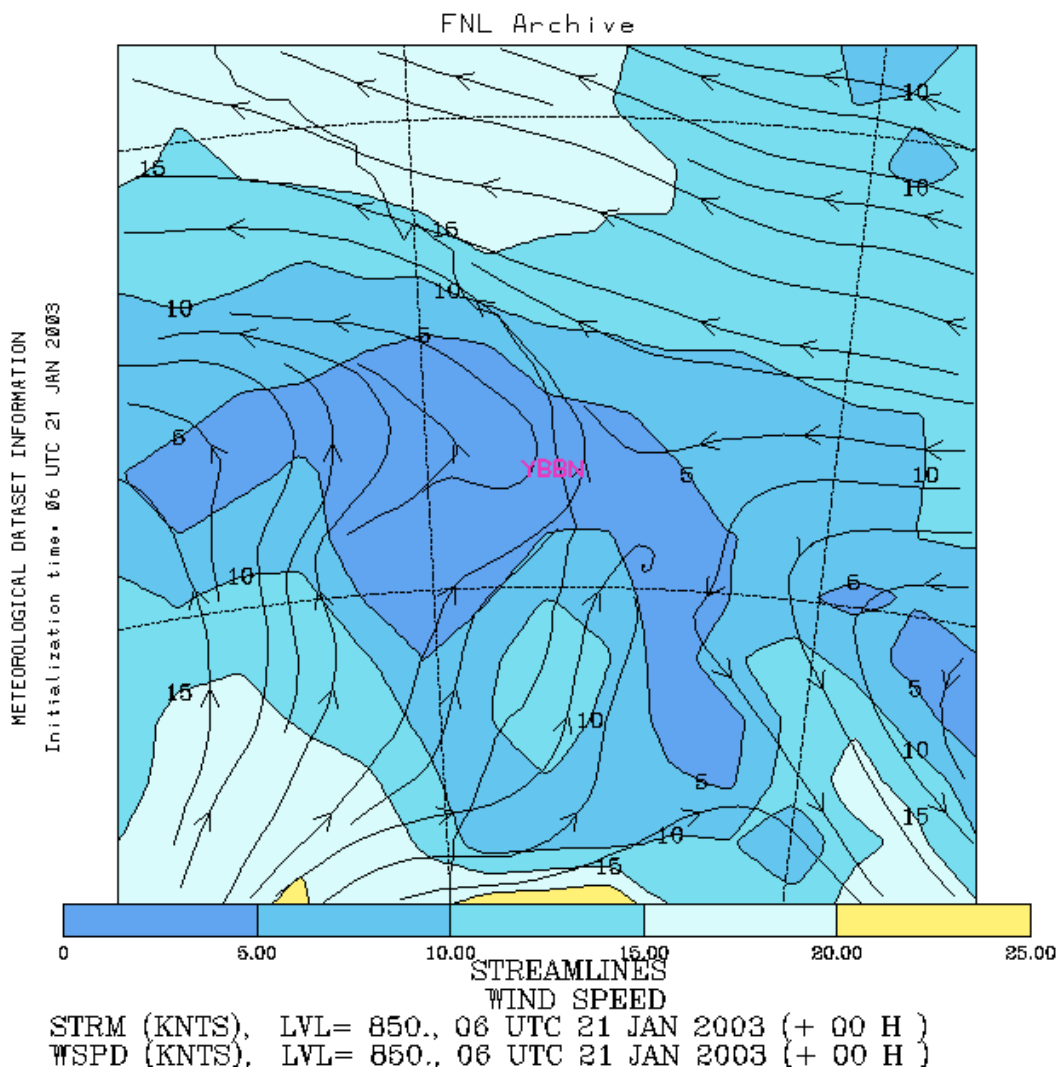 FNL Archive
METEOROLOGICAL DATASET INFORMATION
Initialization time: 06 UTC 21 JAN 2003
10
15
10
15
10
10
5
5
YBBN
5
10
10
5
15
5
10
10
5
15
10
15
0 5.00 10.00 15.00 20.00 25.00
STREAMLINES
WIND SPEED
STRM (KNTS), LVL= 850., 06 UTC 21 JAN 2003 (+ 00 H )
WSPD (KNTS), LVL= 850., 06 UTC 21 JAN 2003 (+ 00 H )